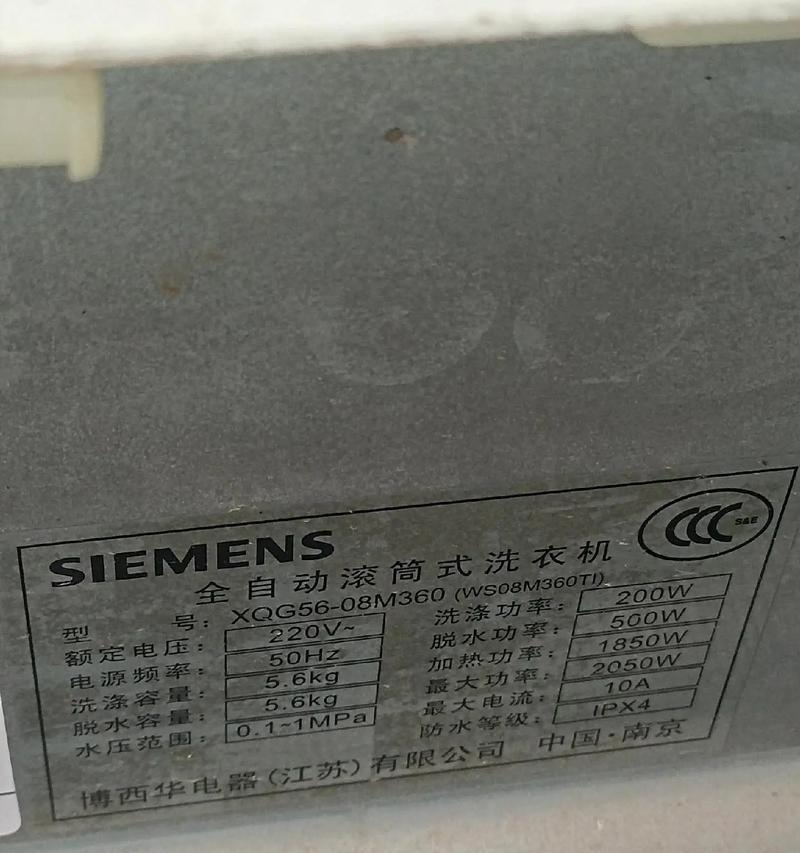 SIEMENS
CCC S&E
全自动滚筒式洗衣机
型 号: XQG56-08M360 (WS08M360TI)
额定电压: 220V~
电源频率: 50Hz
洗涤容量: 5.6kg
脱水容量: 5.6kg
水压范围: 0.1~1MPa
洗涤功率: 200W
脱水功率: 500W
加热功率: 1850W
最大功率: 2050W
最大电流: 10A
防水等级: IPX4
博西华电器(江苏)有限公司 中国·南京